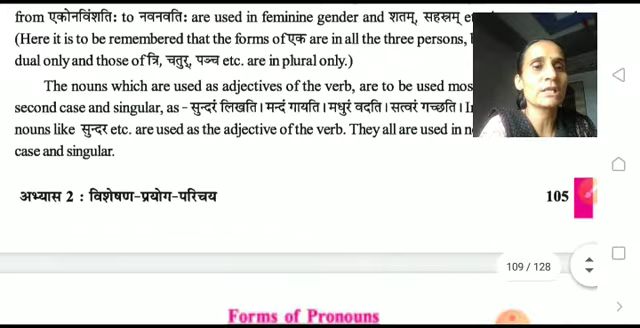 from एकोनविंशतिः to नवनवतिः are used in feminine gender and शतम्, सहस्रम्
(Here it is to be remembered that the forms of एक are in all the three persons,
dual only and those of त्रि, चतुर्, पञ्च etc. are in plural only.)
The nouns which are used as adjectives of the verb, are to be used
second case and singular, as - सुन्दरं लिखति। मन्दं गायति। मधुरं वदति। सत्वरं गच्छति।
nouns like सुन्दर etc. are used as the adjective of the verb. They all are used in
case and singular.
अभ्यास 2 : विशेषण-प्रयोग-परिचय 105
109 / 128
Forms of Pronouns